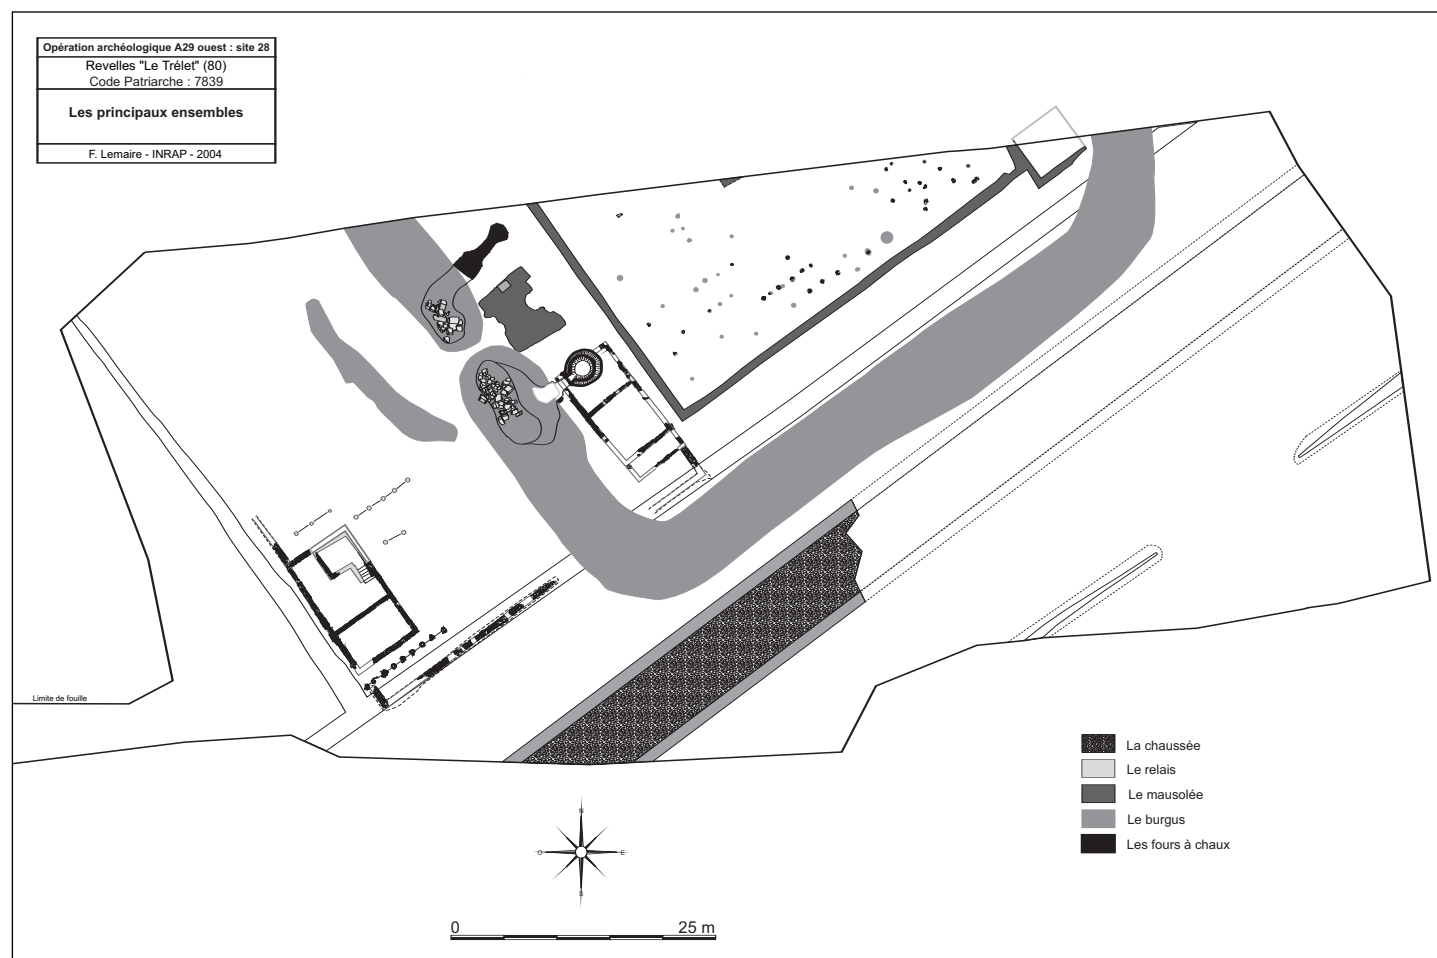 Opération archéologique A29 ouest : site 28
Revelles "Le Trélet" (80)
Code Patriarche : 7839
Les principaux ensembles
F. Lemaire - INRAP - 2004
Limite de fouille
La chaussée
Le relais
Le mausolée
Le burgus
Les fours à chaux
N
O
E
S
0
25 m